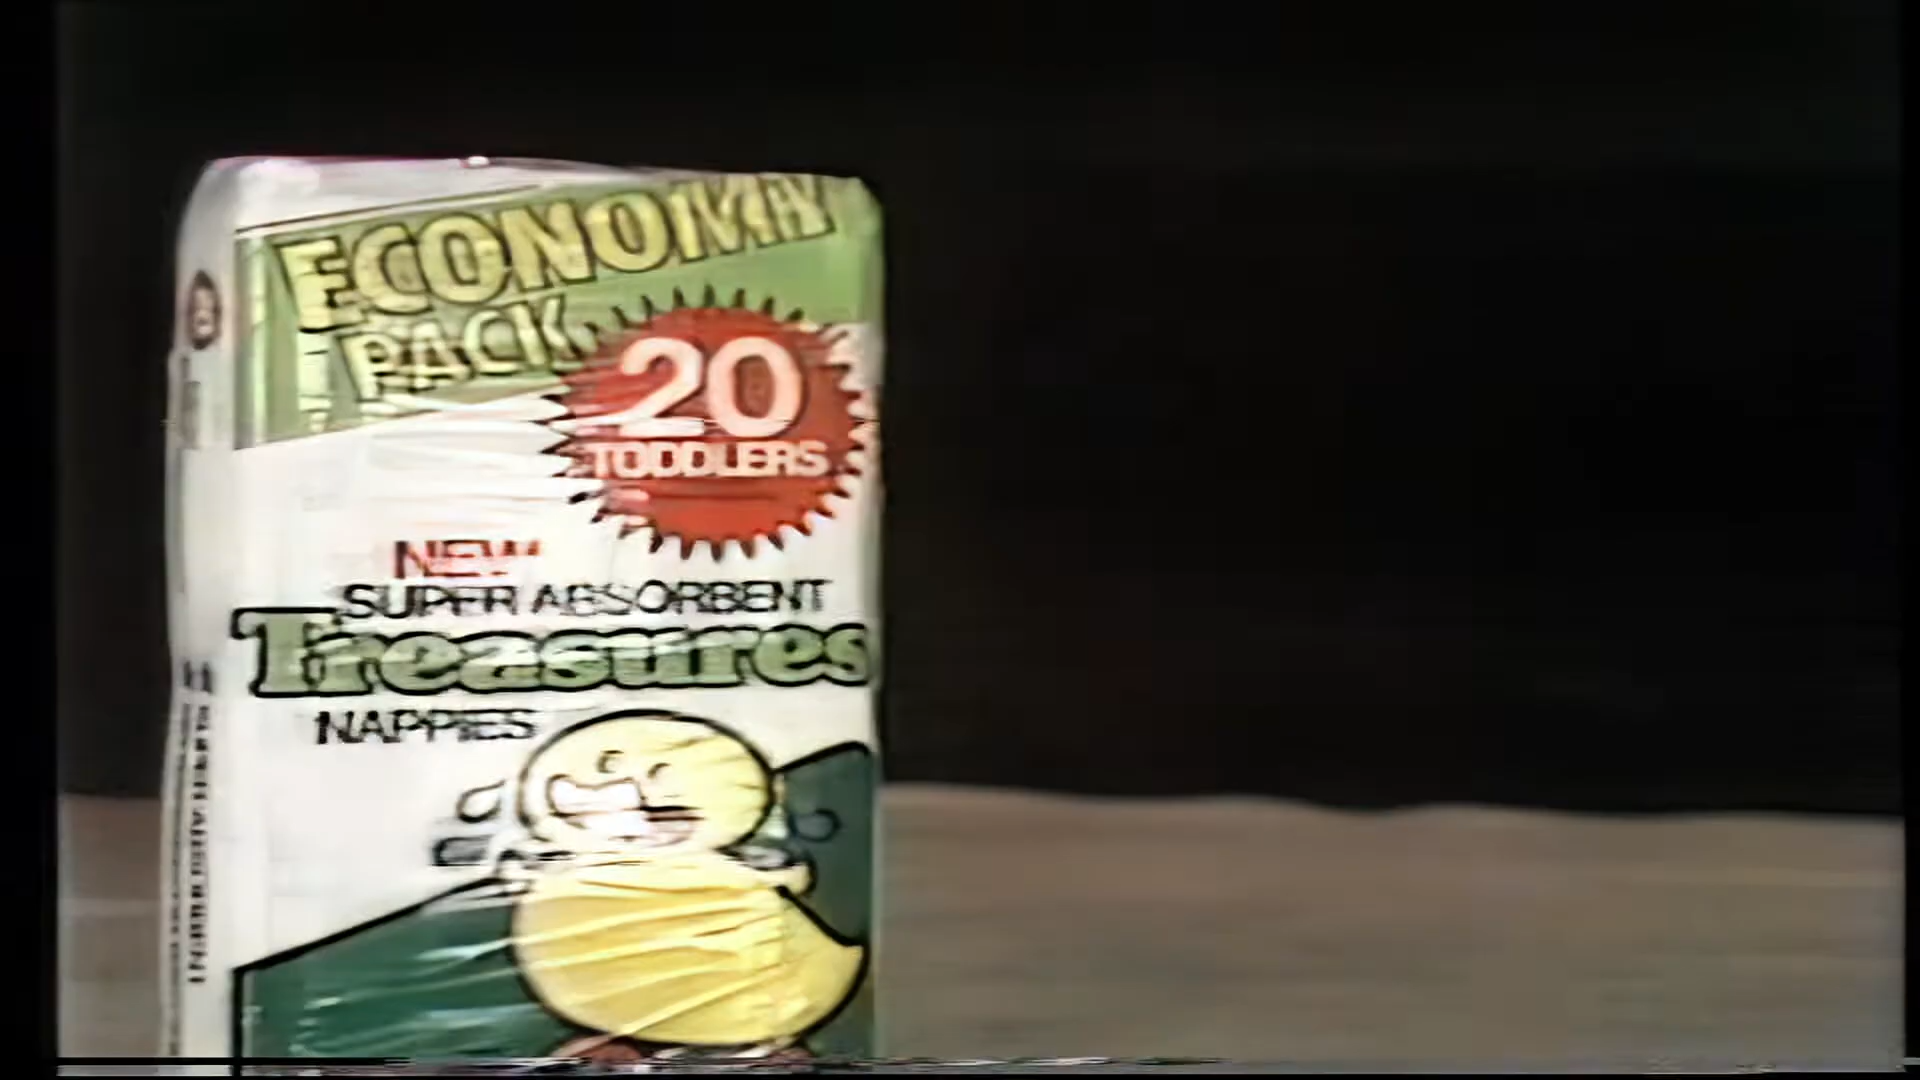 ECONOMY
PACK
20
TODDLERS
NEW
SUPER ABSORBENT
Treasures
NAPPIES